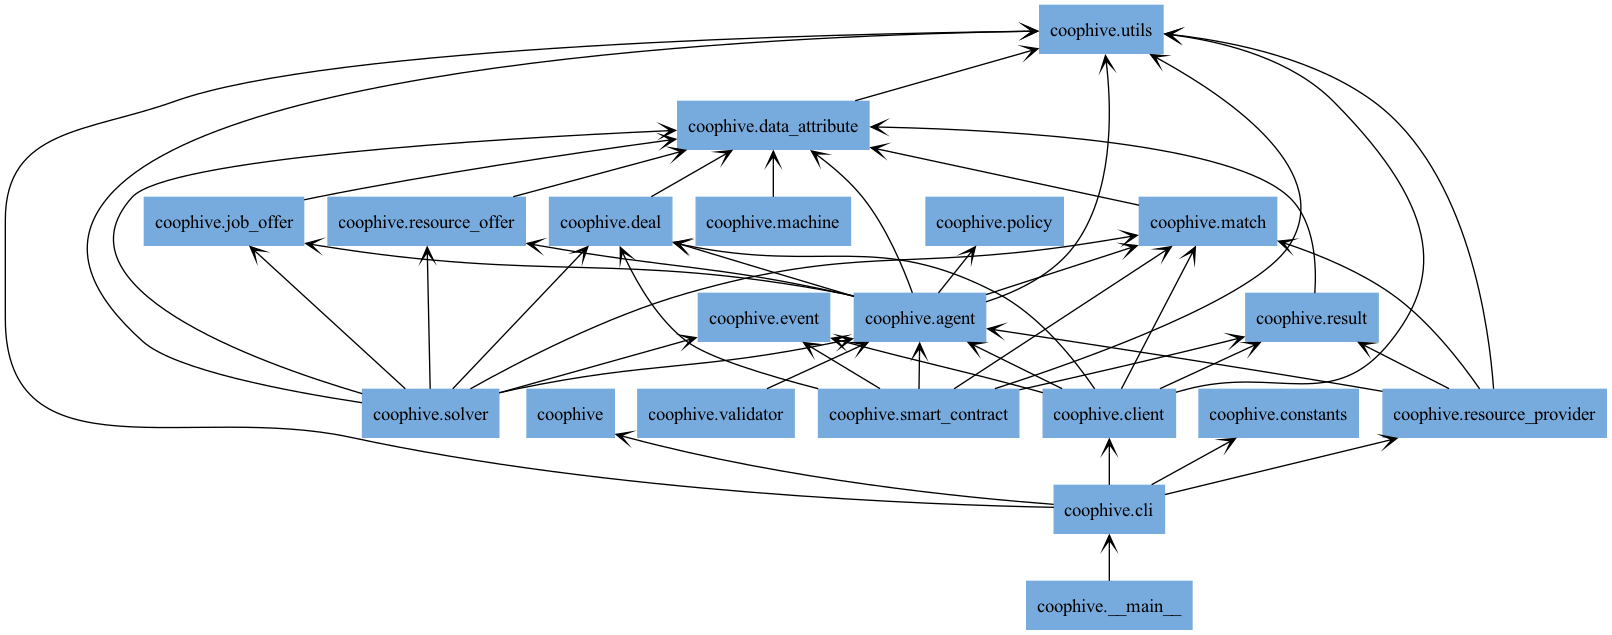 coophive.utils
coophive.data_attribute
coophive.job_offer
coophive.resource_offer
coophive.deal
coophive.machine
coophive.policy
coophive.match
coophive.event
coophive.agent
coophive.result
coophive.solver
coophive
coophive.validator
coophive.smart_contract
coophive.client
coophive.constants
coophive.resource_provider
coophive.cli
coophive.__main__